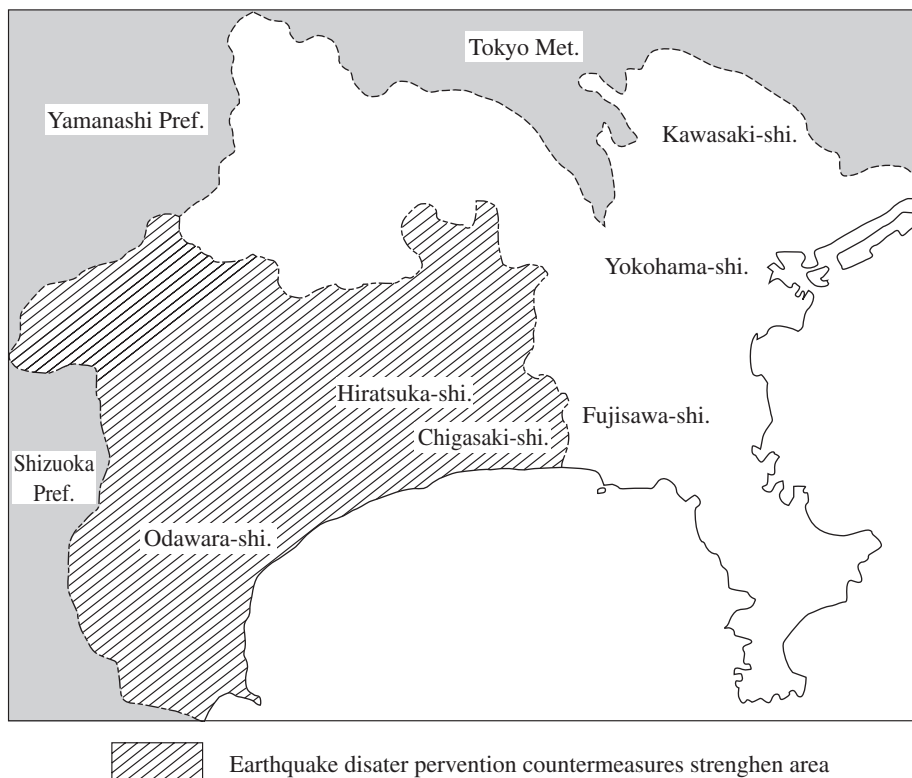 Tokyo Met.
Yamanashi Pref.
Kawasaki-shi.
Yokohama-shi.
Hiratsuka-shi.
Fujisawa-shi.
Chigasaki-shi.
Shizuoka
Pref.
Odawara-shi.
Earthquake disater pervention countermeasures strenghen area